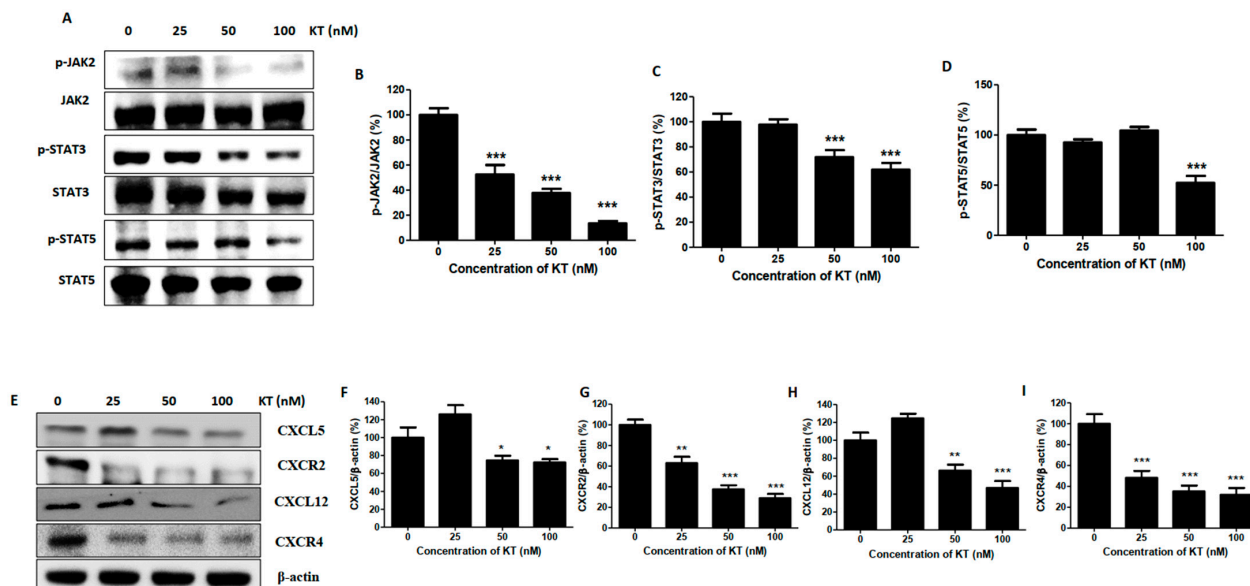 A
0 25 50 100 KT (nM)
p-JAK2
JAK2
p-STAT3
STAT3
p-STAT5
STAT5
B
p-JAK2/JAK2 (%)
120
100
80
60
40
20
0
***
***
***
0 25 50 100
Concentration of KT (nM)
C
p-STAT3/STAT3 (%)
120
100
80
60
40
20
0
***
***
0 25 50 100
Concentration of KT (nM)
D
p-STAT5/STAT5 (%)
150
100
50
0
***
0 25 50 100
Concentration of KT (nM)
E
0 25 50 100 KT (nM)
CXCL5
CXCR2
CXCL12
CXCR4
β-actin
F
CXCL5/β-actin (%)
140
120
100
80
60
40
20
0
*
*
0 25 50 100
Concentration of KT (nM)
G
CXCR2/β-actin (%)
120
100
80
60
40
20
0
**
***
***
0 25 50 100
Concentration of KT (nM)
H
CXCL12/β-actin (%)
140
120
100
80
60
40
20
0
**
***
0 25 50 100
Concentration of KT (nM)
I
CXCR4/β-actin (%)
120
100
80
60
40
20
0
***
***
***
0 25 50 100
Concentration of KT (nM)